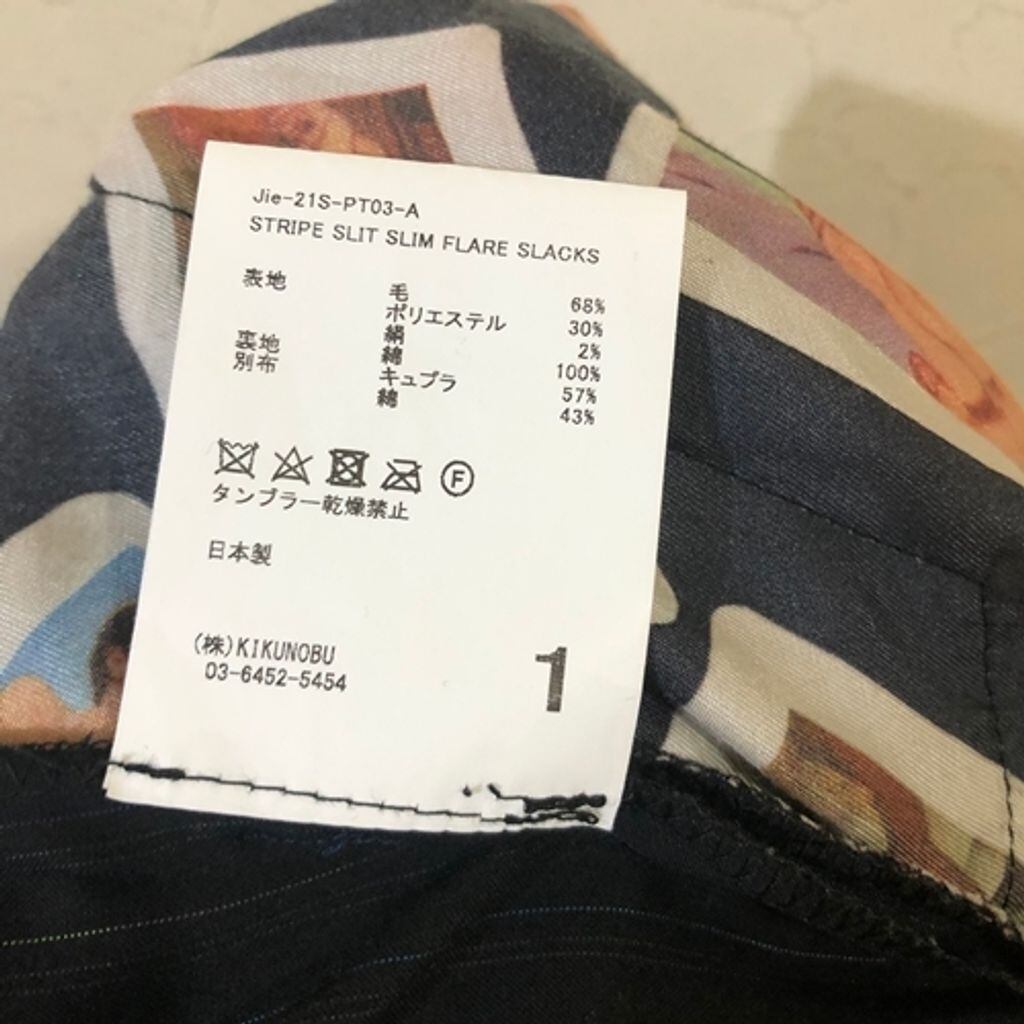 Jie-21S-PT03-A
STRIPE SLIT SLIM FLARE SLACKS
表地 毛 68%
ポリエステル 30%
絹 2%
裏地 綿 100%
別布 キュプラ 57%
綿 43%
F
タンブラー乾燥禁止
日本製
(株)KIKUNOBU
03-6452-5454
1